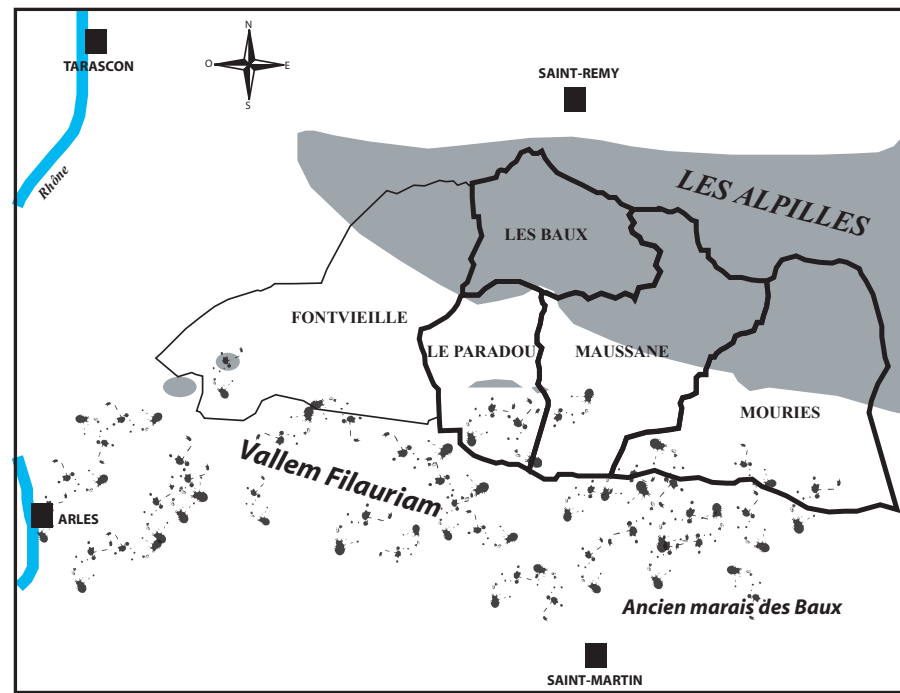 N
TARASCON
O
E
SAINT-REMY
S
Rhône
LES ALPILLES
LES BAUX
FONTVIEILLE
LE PARADOU
MAUSSANE
MOURIES
Vallem Filauriam
ARLES
Ancien marais des Baux
SAINT-MARTIN